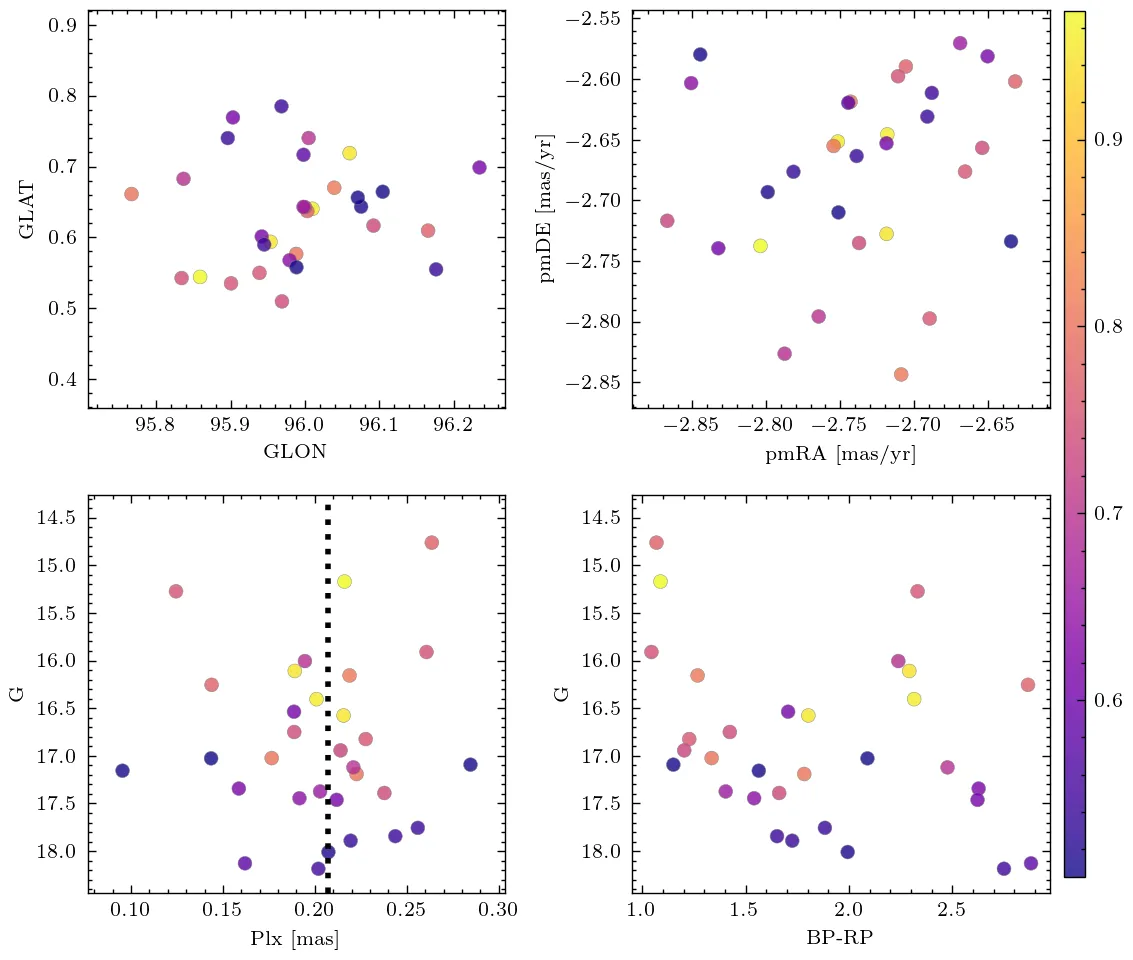 0.9
0.8
0.7
0.6
0.5
0.4
GLAT
95.8 95.9 96.0 96.1 96.2
GLON
−2.55
−2.60
−2.65
−2.70
−2.75
−2.80
−2.85
pmDE [mas/yr]
−2.85 −2.80 −2.75 −2.70 −2.65
pmRA [mas/yr]
0.9
0.8
0.7
0.6
14.5
15.0
15.5
16.0
16.5
17.0
17.5
18.0
G
0.10 0.15 0.20 0.25 0.30
Plx [mas]
14.5
15.0
15.5
16.0
16.5
17.0
17.5
18.0
G
1.0 1.5 2.0 2.5
BP-RP